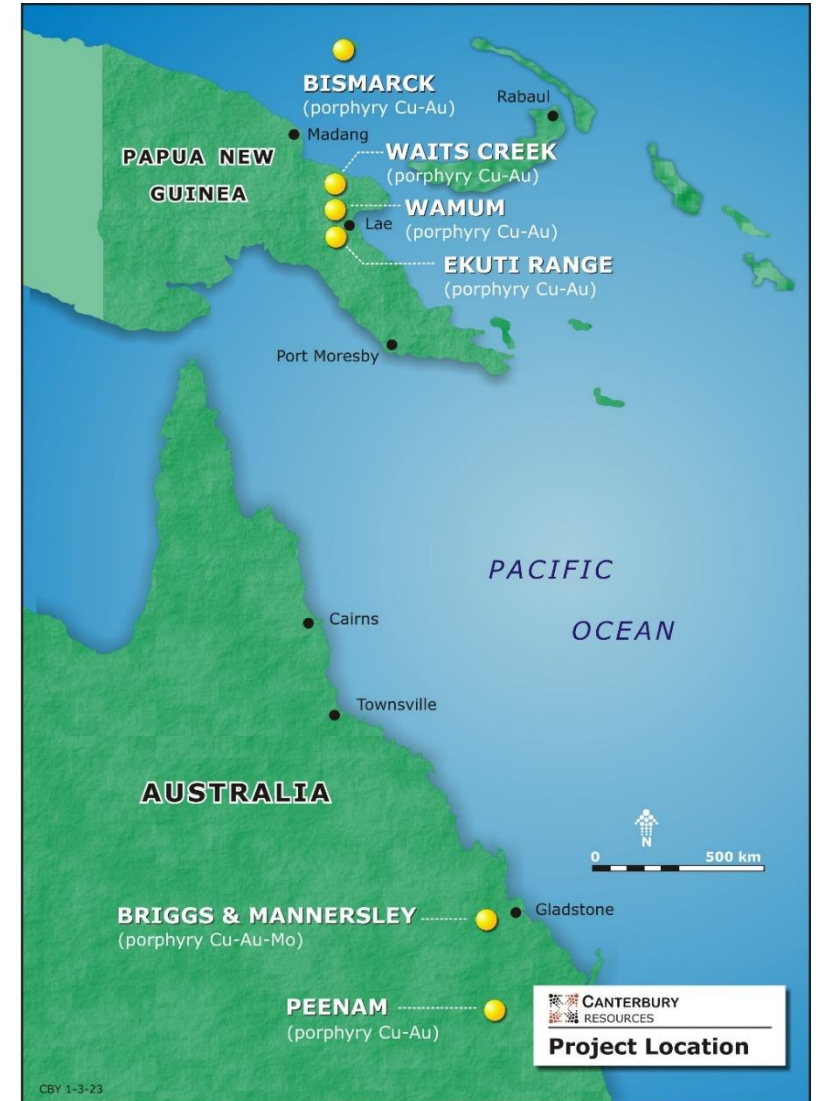 BISMARCK
(porphyry Cu-Au)
Rabaul
Madang
PAPUA NEW
GUINEA
WAITS CREEK
(porphyry Cu-Au)
WAMUM
(porphyry Cu-Au)
Lae
EKUTI RANGE
(porphyry Cu-Au)
Port Moresby
PACIFIC
OCEAN
Cairns
Townsville
AUSTRALIA
N
0 500 km
BRIGGS & MANNERSLEY
(porphyry Cu-Au-Mo)
Gladstone
PEENAM
(porphyry Cu-Au)
CANTERBURY
RESOURCES
Project Location
CBY 1-3-23